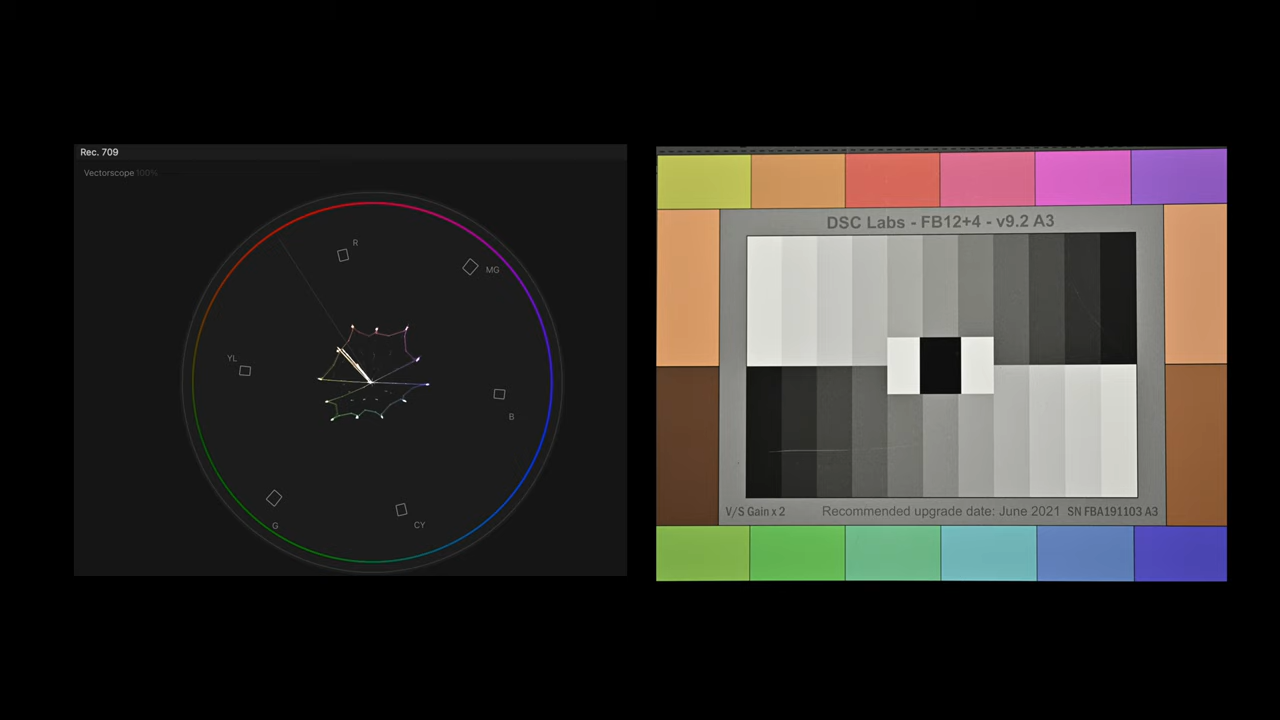 Rec. 709
Vectorscope 100%
R
MG
YL
B
G
CY
DSC Labs - FB12+4 - v9.2 A3
V/S Gain x 2
Recommended upgrade date: June 2021
SN FBA191103 A3